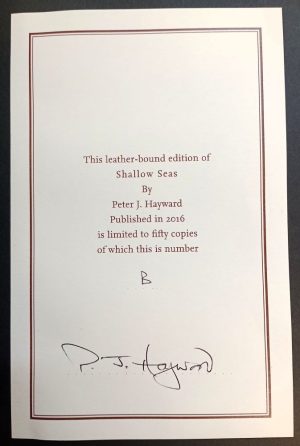 This leather-bound edition of
Shallow Seas
By
Peter J. Hayward
Published in 2016
is limited to fifty copies
of which this is number
B
P. J. Hayward